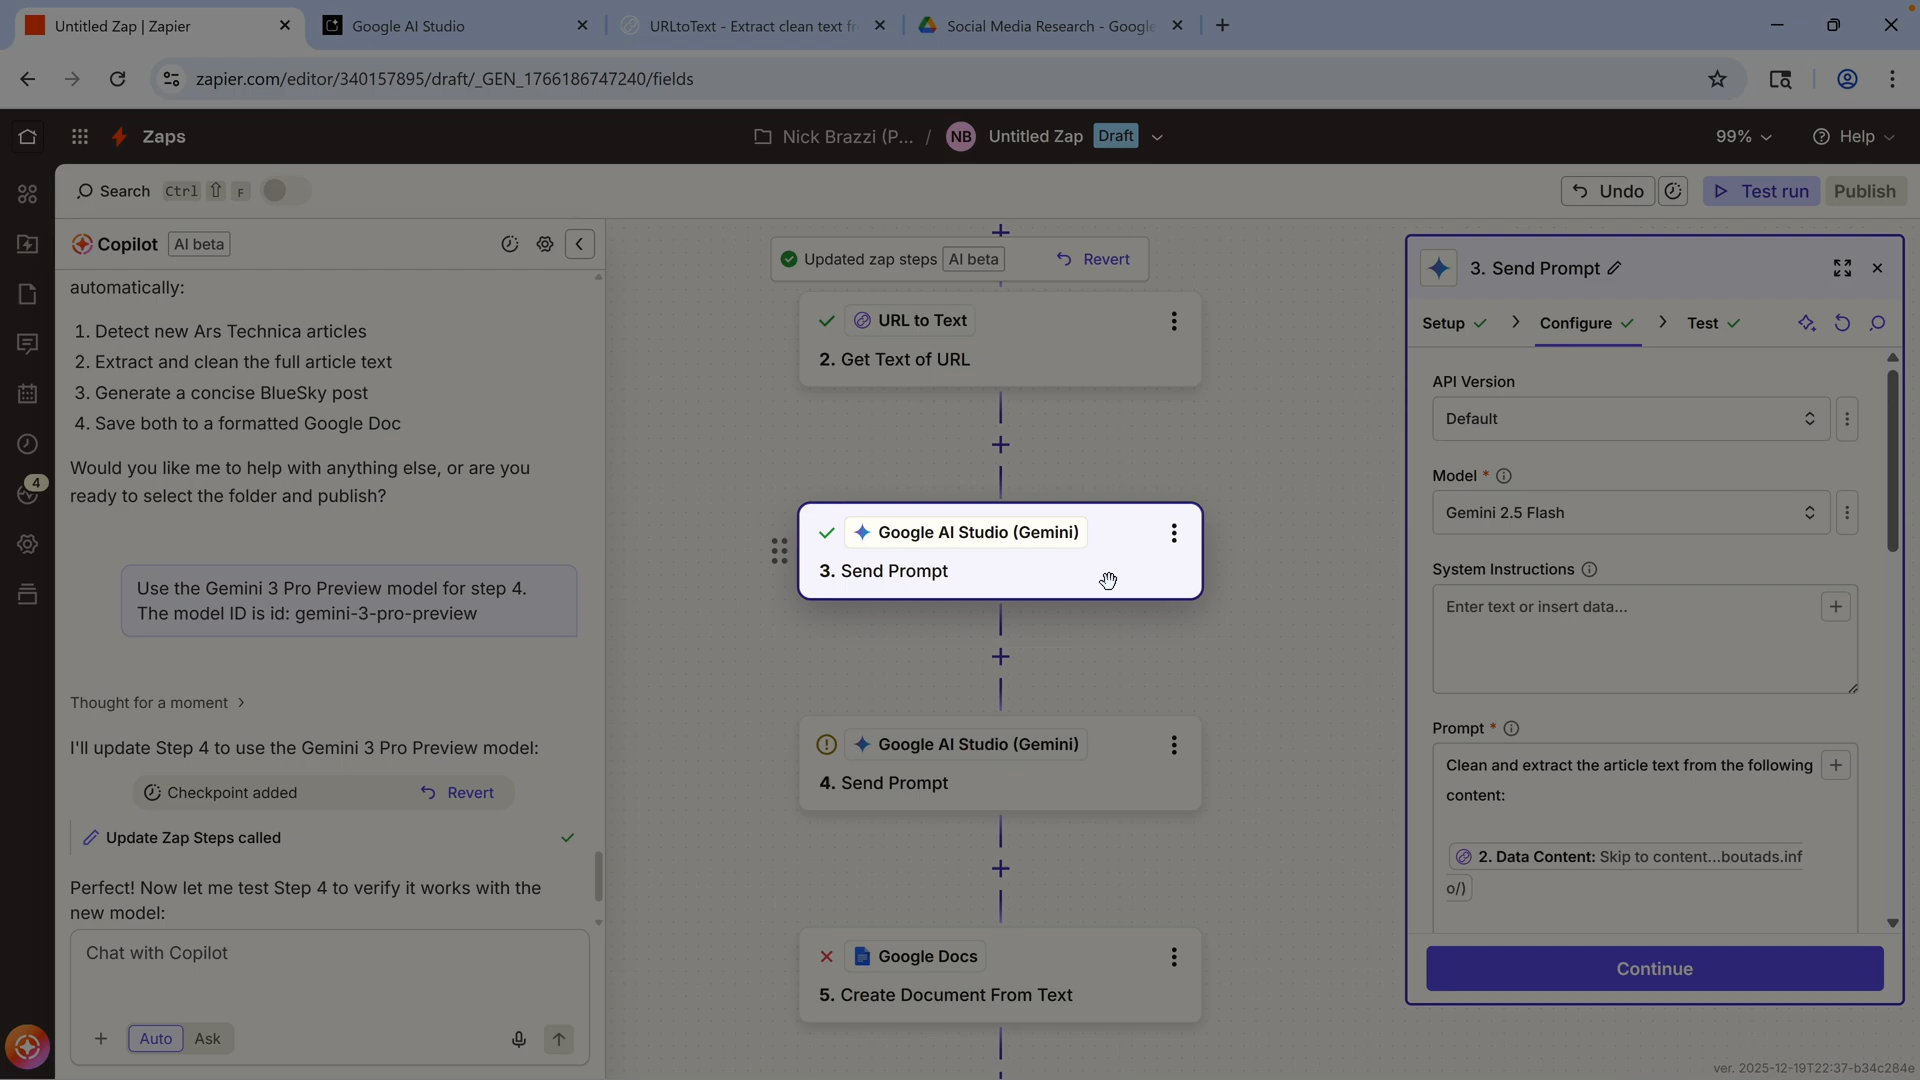 Untitled Zap | Zapier
Google AI Studio
URLtoText - Extract clean text fr
Social Media Research - Google
zapier.com/editor/340157895/draft/_GEN_1766186747240/fields
Zaps
Nick Brazzi (P... / NB Untitled Zap Draft
99%
Help
Search Ctrl ⇧ F
Undo
Test run
Publish
Copilot AI beta
automatically:
1. Detect new Ars Technica articles
2. Extract and clean the full article text
3. Generate a concise BlueSky post
4. Save both to a formatted Google Doc
Would you like me to help with anything else, or are you
ready to select the folder and publish?
Use the Gemini 3 Pro Preview model for step 4.
The model ID is id: gemini-3-pro-preview
Thought for a moment >
I'll update Step 4 to use the Gemini 3 Pro Preview model:
Checkpoint added
Revert
Update Zap Steps called
Perfect! Now let me test Step 4 to verify it works with the
new model:
Chat with Copilot
Auto
Ask
4
Updated zap steps AI beta
Revert
URL to Text
2. Get Text of URL
Google AI Studio (Gemini)
3. Send Prompt
Google AI Studio (Gemini)
4. Send Prompt
Google Docs
5. Create Document From Text
3. Send Prompt
Setup
Configure
Test
API Version
Default
Model *
Gemini 2.5 Flash
System Instructions
Enter text or insert data...
Prompt *
Clean and extract the article text from the following
content:
2. Data Content: Skip to content...boutads.inf
o/)
Continue
ver. 2025-12-19T22:37-b34c284e